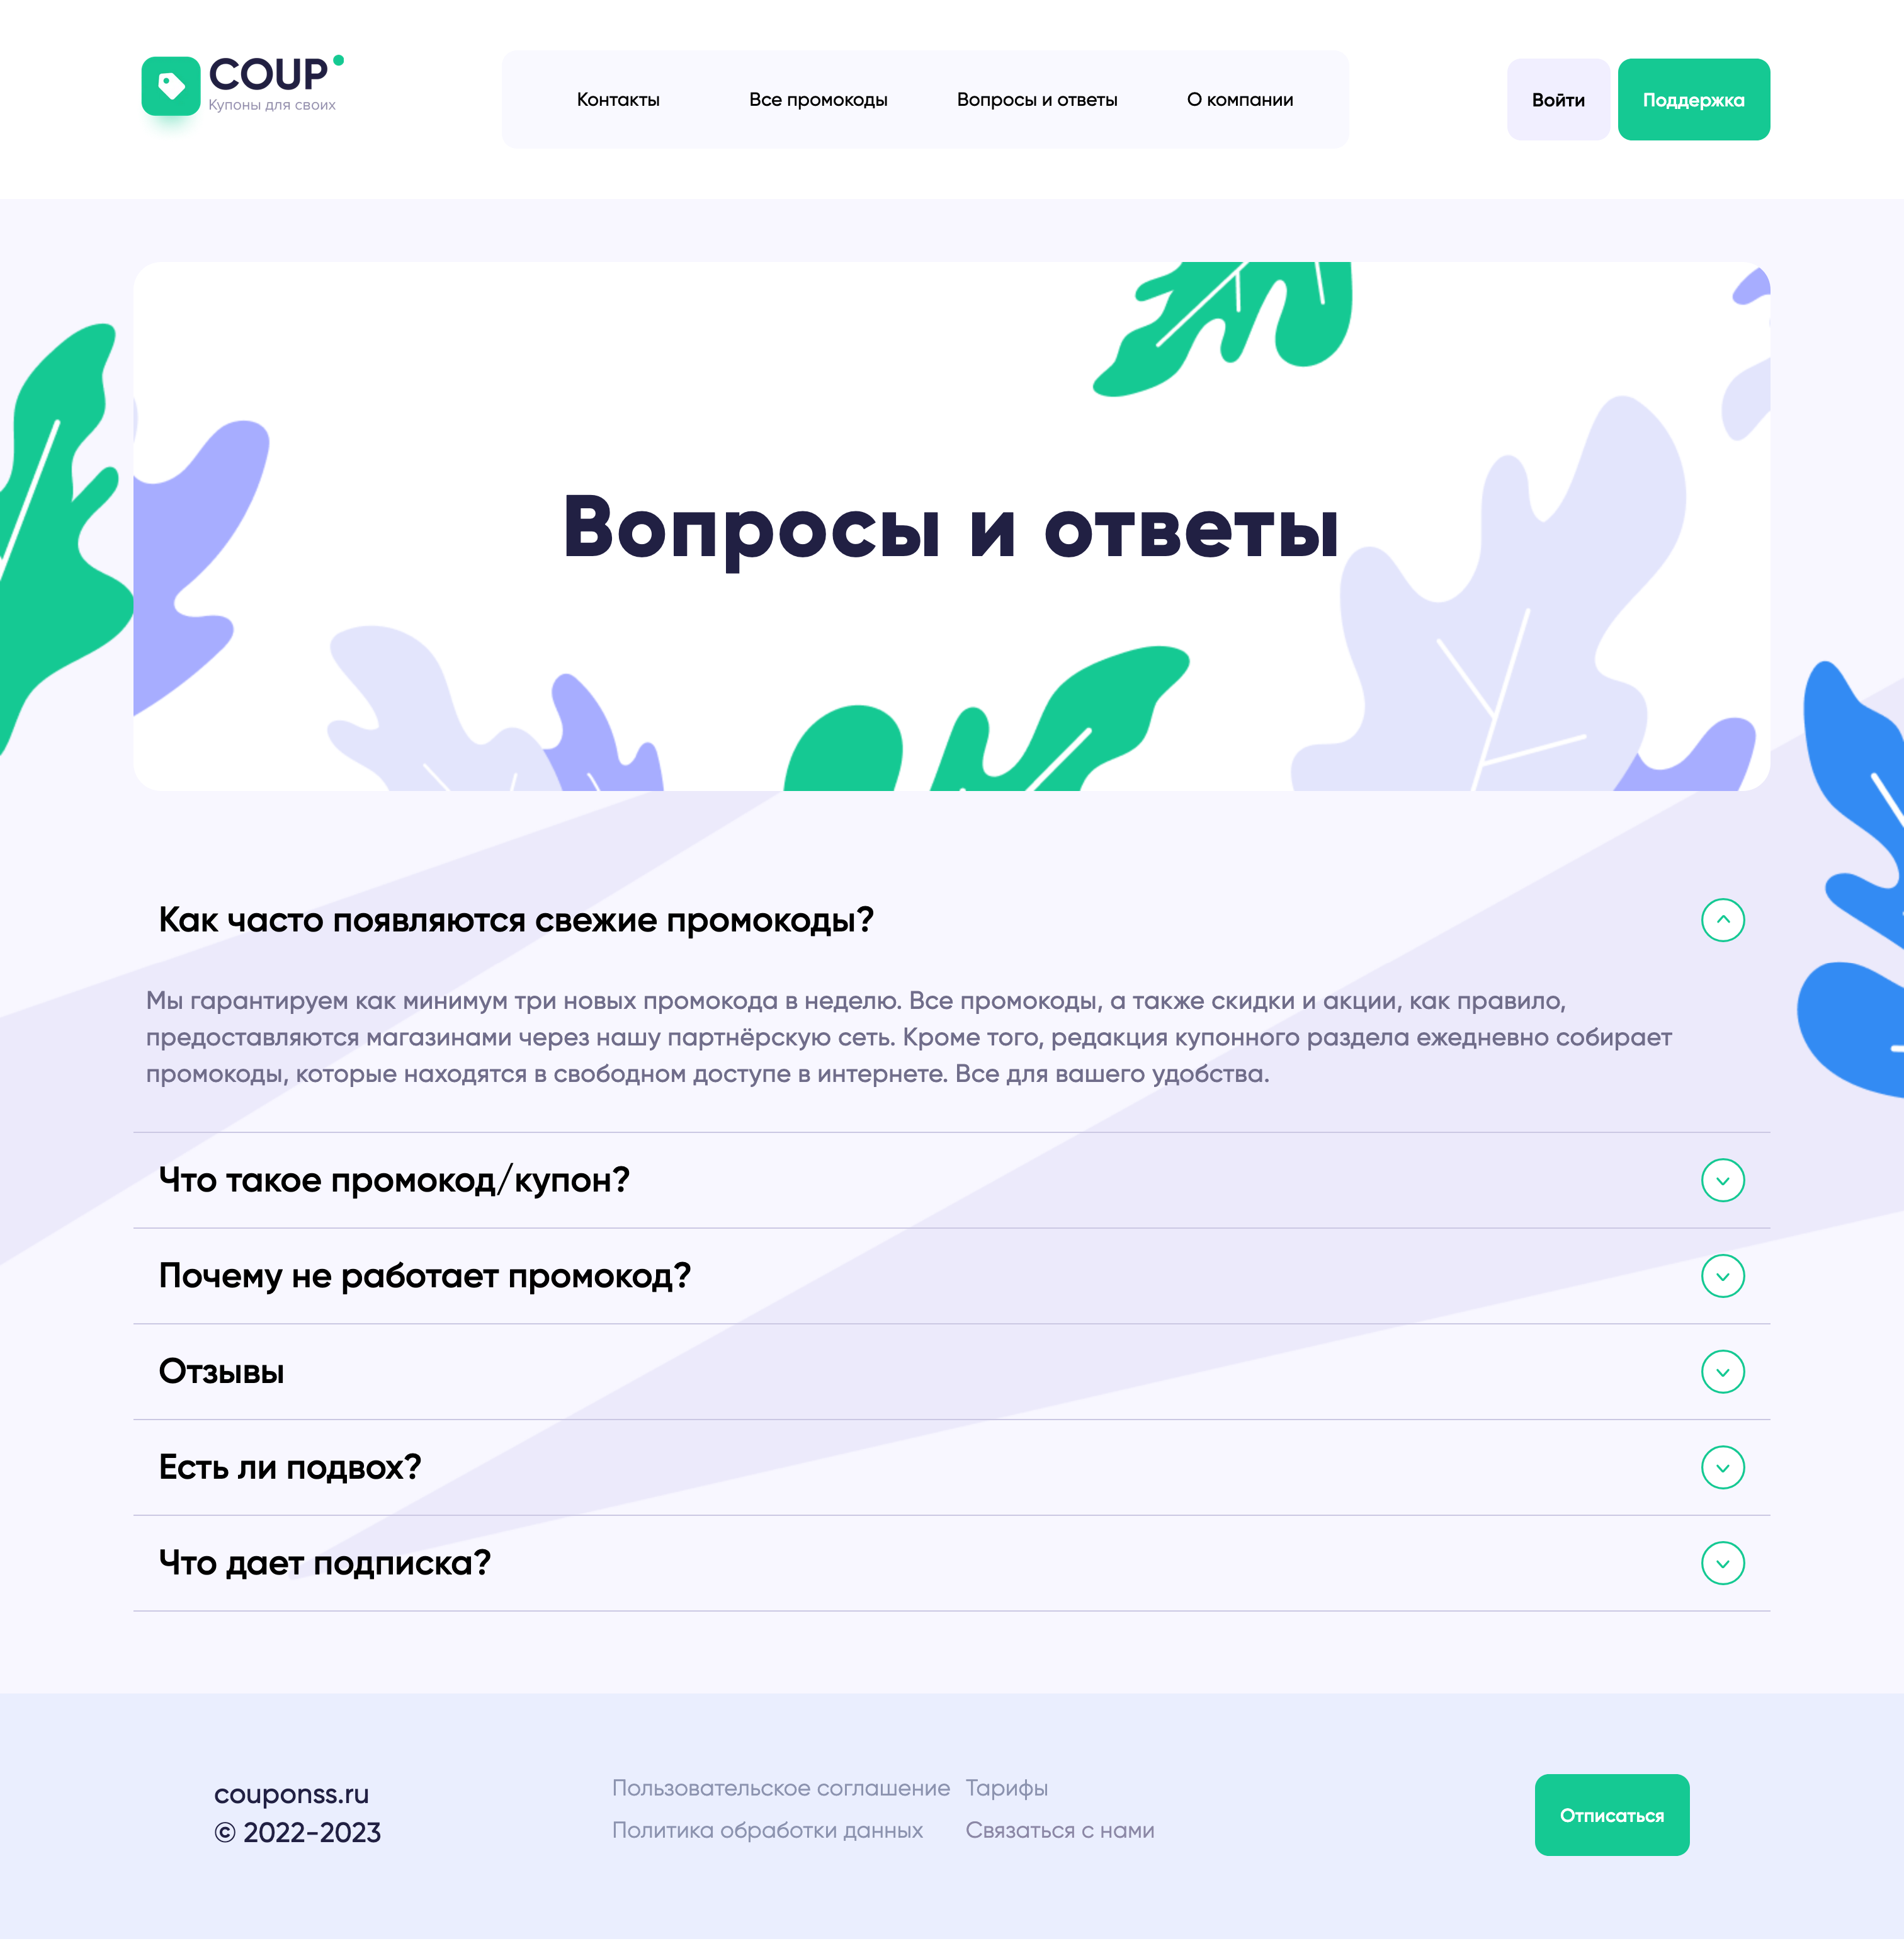 COUP
Купоны для своих
Контакты
Все промокоды
Вопросы и ответы
О компании
Войти
Поддержка
Вопросы и ответы
Как часто появляются свежие промокоды?
Мы гарантируем как минимум три новых промокода в неделю. Все промокоды, а также скидки и акции, как правило,
предоставляются магазинами через нашу партнёрскую сеть. Кроме того, редакция купонного раздела ежедневно собирает
промокоды, которые находятся в свободном доступе в интернете. Все для вашего удобства.
Что такое промокод/купон?
Почему не работает промокод?
Отзывы
Есть ли подвох?
Что дает подписка?
couponss.ru
© 2022-2023
Пользовательское соглашение
Политика обработки данных
Тарифы
Связаться с нами
Отписаться